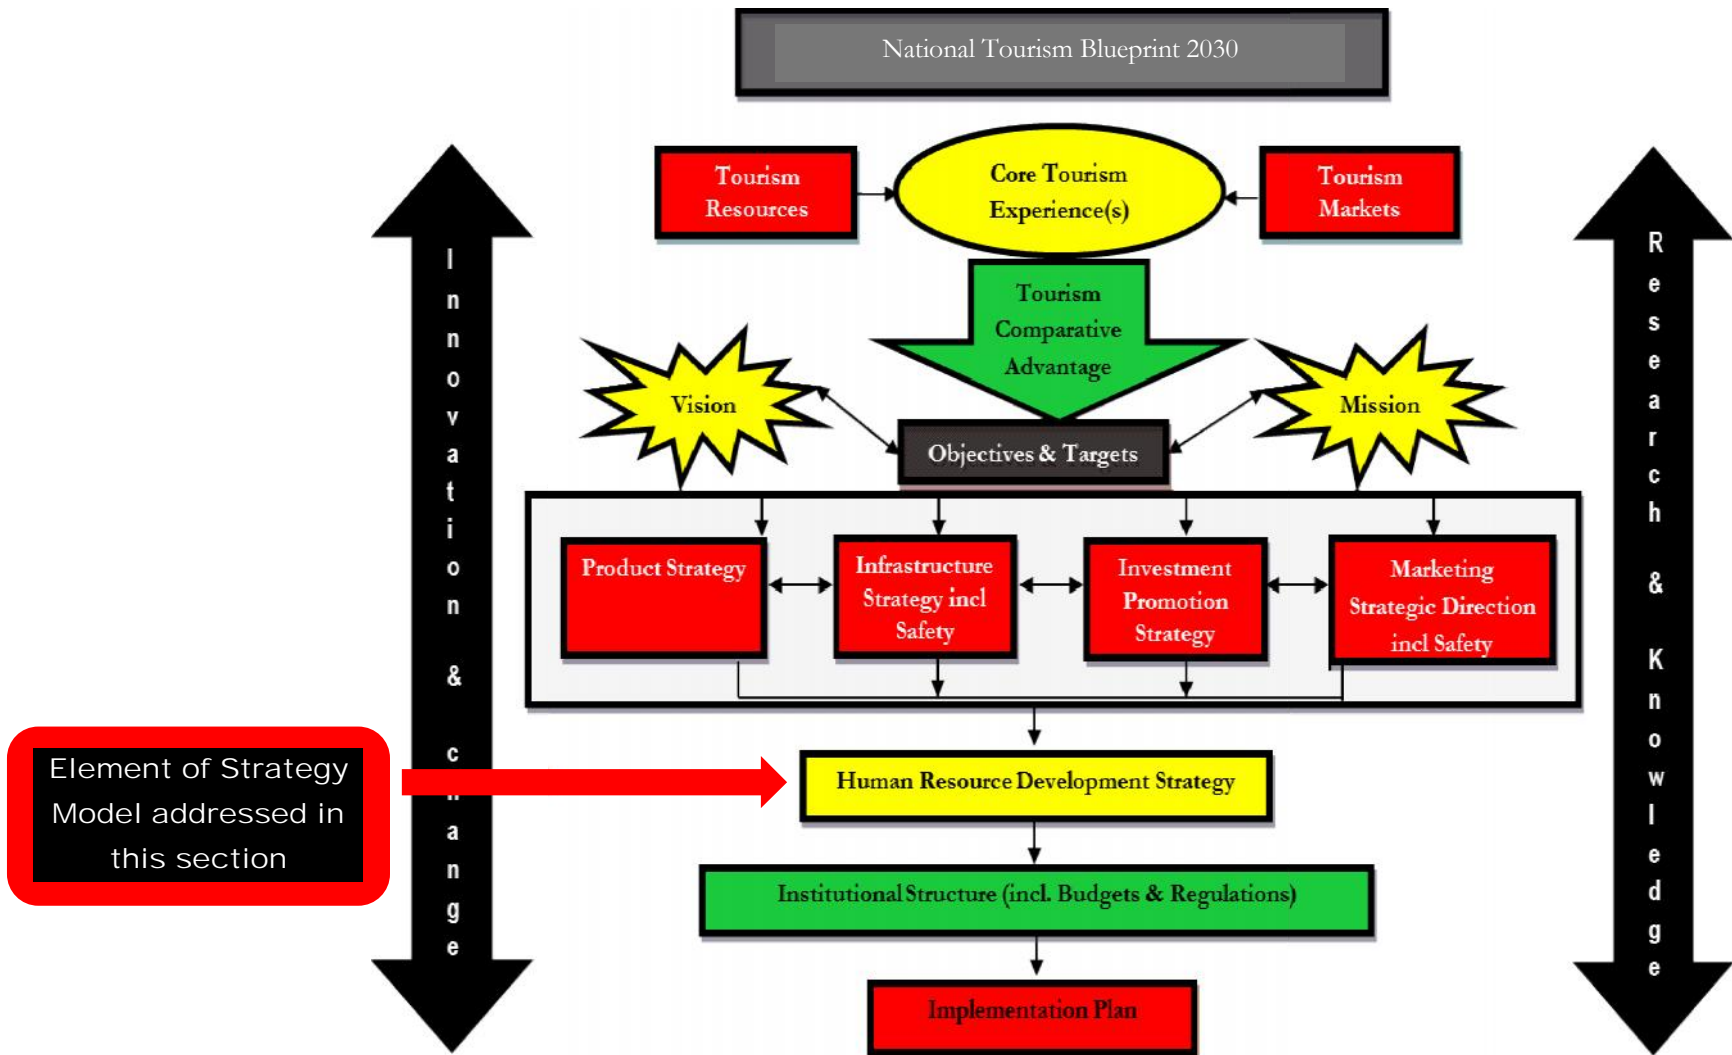 National Tourism Blueprint 2030
Tourism
Resources
Core Tourism
Experience(s)
Tourism
Markets
Tourism
Comparative
Advantage
Vision
Mission
Objectives & Targets
Product Strategy
Infrastructure
Strategy incl
Safety
Investment
Promotion
Strategy
Marketing
Strategic Direction
incl Safety
Human Resource Development Strategy
Institutional Structure (incl. Budgets & Regulations)
Implementation Plan
Innovation & change
Research & Knowledge
Element of Strategy
Model addressed in
this section